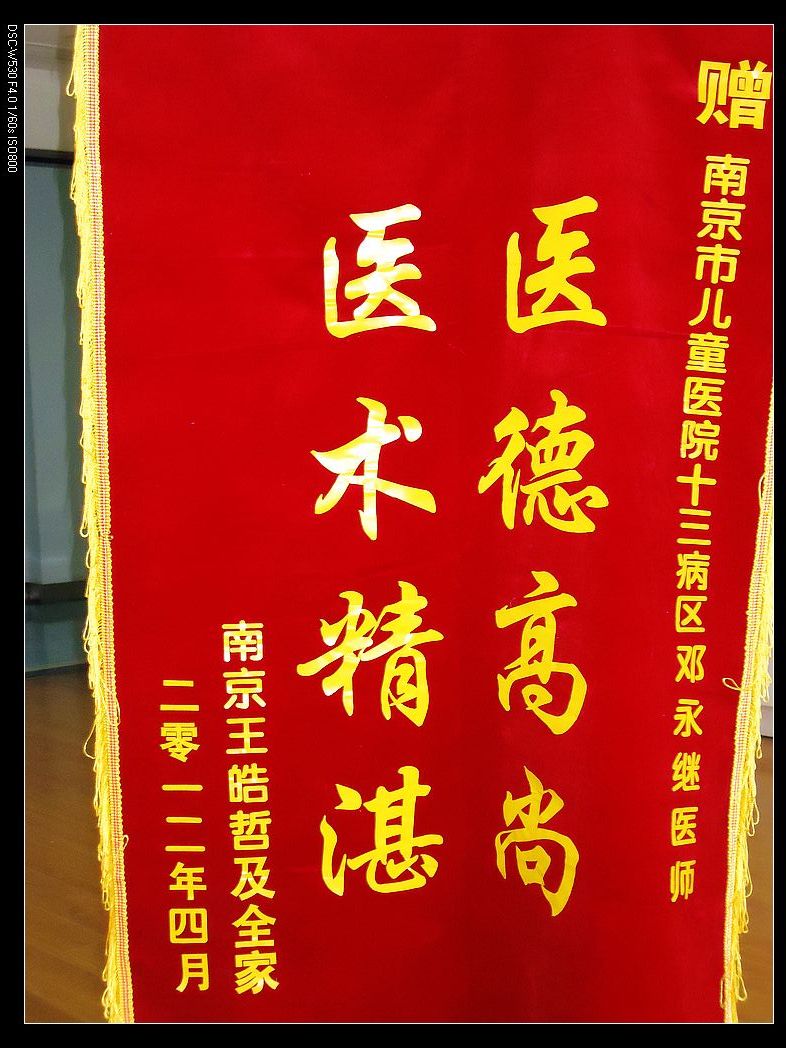 赠
南京市儿童医院十三病区邓永继医师
医德高尚
医术精湛
南京王皓哲及全家
二零一二年四月
DSC-W530 F4.0 1/60s ISO800